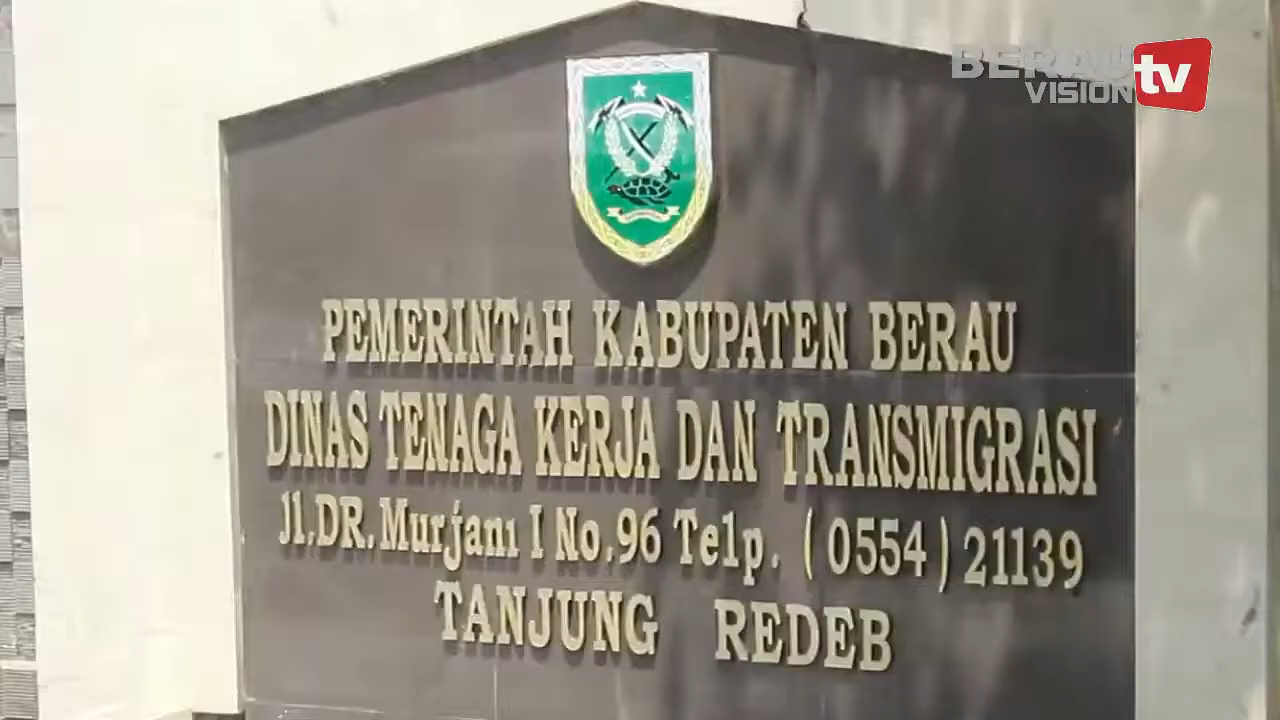 BERAU tv
VISION
PEMERINTAH KABUPATEN BERAU
DINAS TENAGA KERJA DAN TRANSMIGRASI
Jl.DR.Murjani I No.96 Telp. (0554) 21139
TANJUNG REDEB